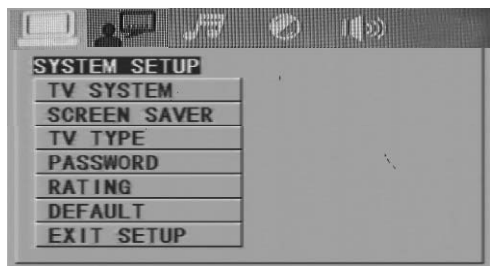 SYSTEM SETUP
TV SYSTEM
SCREEN SAVER
TV TYPE
PASSWORD
RATING
DEFAULT
EXIT SETUP